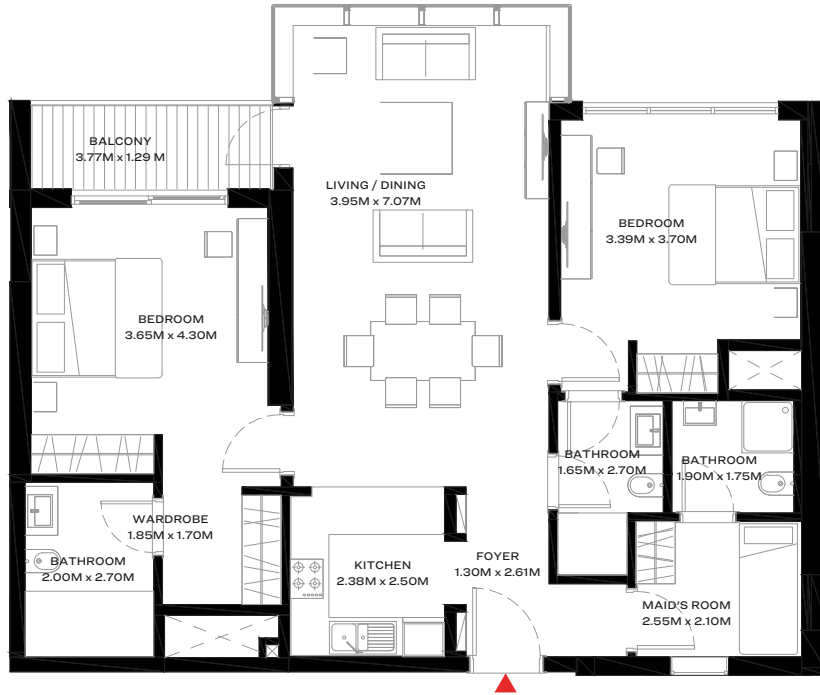 BALCONY
3.77M x 1.29 M
LIVING / DINING
3.95M x 7.07M
BEDROOM
3.39M x 3.70M
BEDROOM
3.65M x 4.30M
BATHROOM
1.65M x 2.70M
BATHROOM
1.90M x 1.75M
WARDROBE
1.85M x 1.70M
BATHROOM
2.00M x 2.70M
KITCHEN
2.38M x 2.50M
FOYER
1.30M x 2.61M
MAID'S ROOM
2.55M x 2.10M